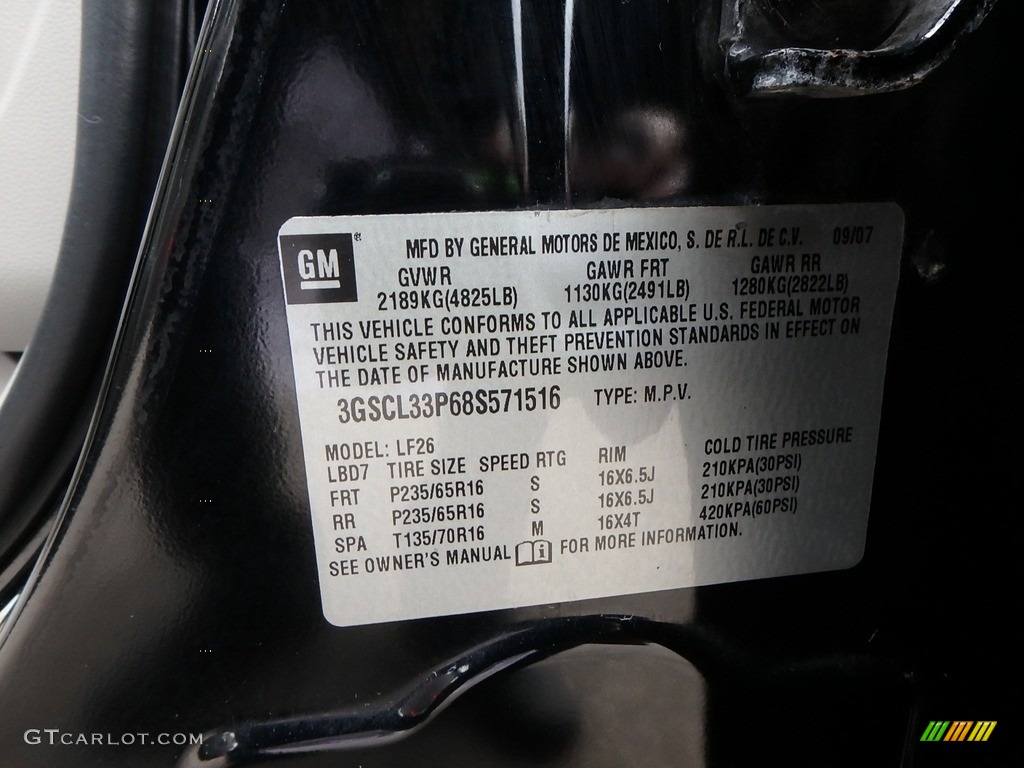 GM ® MFD BY GENERAL MOTORS DE MEXICO, S. DE R.L. DE C.V. 09/07
GVWR GAWR FRT GAWR RR
2189KG(4825LB) 1130KG(2491LB) 1280KG(2822LB)
THIS VEHICLE CONFORMS TO ALL APPLICABLE U.S. FEDERAL MOTOR
VEHICLE SAFETY AND THEFT PREVENTION STANDARDS IN EFFECT ON
THE DATE OF MANUFACTURE SHOWN ABOVE.
3GSCL33P68S571516 TYPE: M.P.V.
MODEL: LF26
LBD7 TIRE SIZE SPEED RTG RIM COLD TIRE PRESSURE
FRT P235/65R16 S 16X6.5J 210KPA(30PSI)
RR P235/65R16 S 16X6.5J 210KPA(30PSI)
SPA T135/70R16 M 16X4T 420KPA(60PSI)
SEE OWNER'S MANUAL i FOR MORE INFORMATION.
GTCARLOT.COM